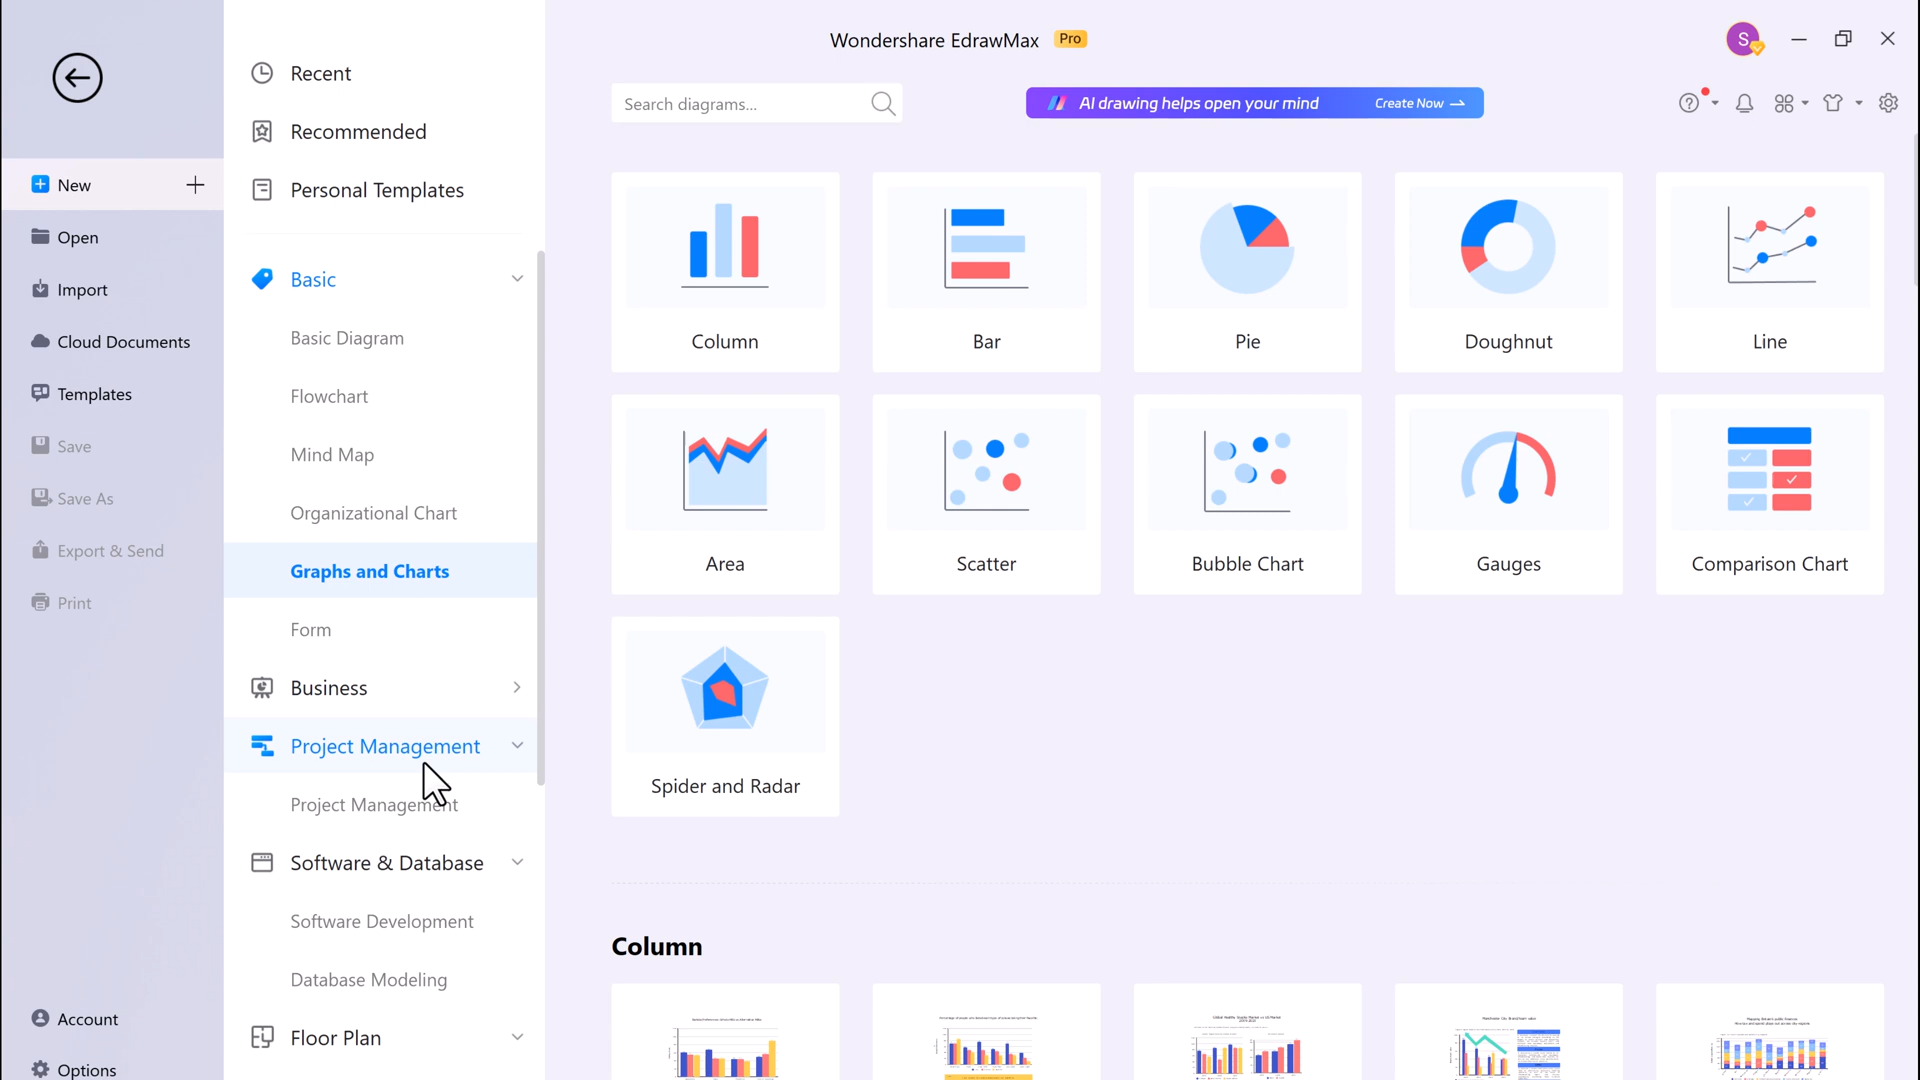 Wondershare EdrawMax Pro
S
Search diagrams...
AI drawing helps open your mind
Create Now
New
Open
Import
Cloud Documents
Templates
Save
Save As
Export & Send
Print
Account
Options
Recent
Recommended
Personal Templates
Basic
Basic Diagram
Flowchart
Mind Map
Organizational Chart
Graphs and Charts
Form
Business
Project Management
Project Management
Software & Database
Software Development
Database Modeling
Floor Plan
Column
Bar
Pie
Doughnut
Line
Area
Scatter
Bubble Chart
Gauges
Comparison Chart
Spider and Radar
Column